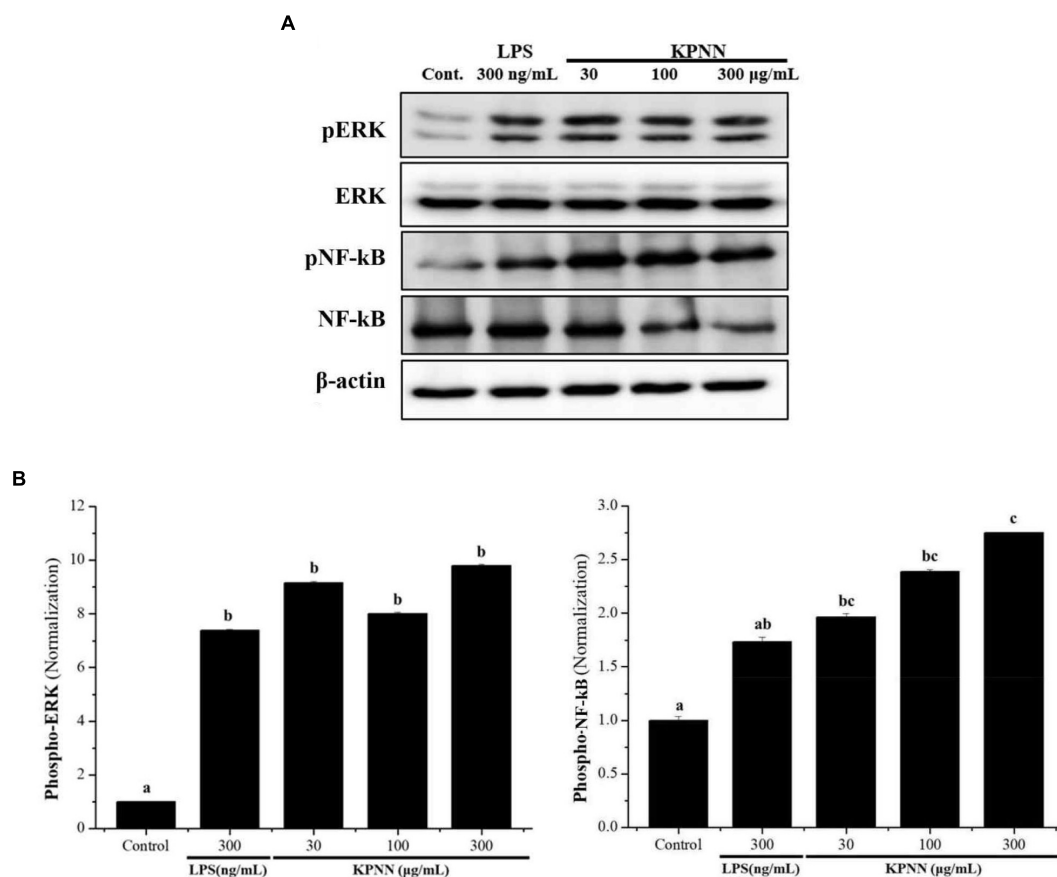 A
LPS KPNN
Cont. 300 ng/mL 30 100 300 μg/mL
pERK
ERK
pNF-kB
NF-kB
β-actin
B
Phospho-ERK (Normalization)
12
10
8
6
4
2
0
a
b
b
b
b
Control 300 30 100 300
LPS(ng/mL) KPNN (μg/mL)
Phospho-NF-kB (Normalization)
3.0
2.5
2.0
1.5
1.0
0.5
0.0
a
ab
bc
bc
c
Control 300 30 100 300
LPS(ng/mL) KPNN (μg/mL)